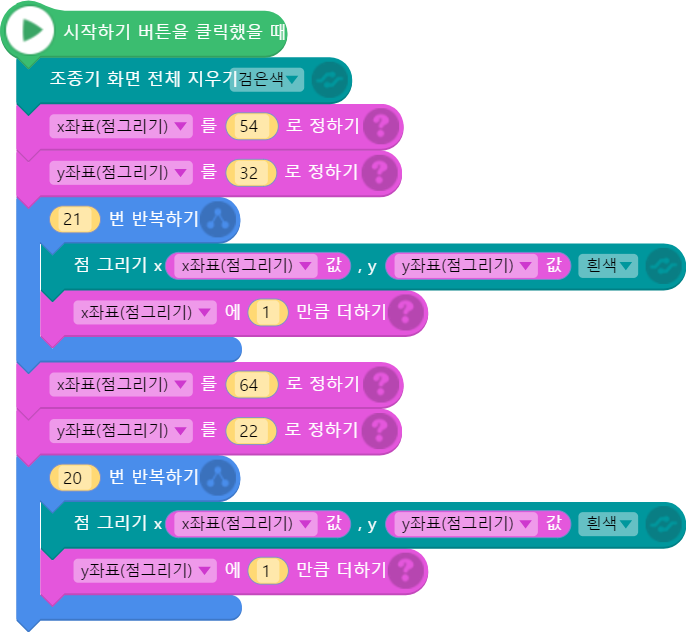 시작하기 버튼을 클릭했을 때
조종기 화면 전체 지우기 검은색
x좌표(점그리기) 를 54 로 정하기 ?
y좌표(점그리기) 를 32 로 정하기 ?
21 번 반복하기
점 그리기 x x좌표(점그리기) 값 , y y좌표(점그리기) 값 흰색
x좌표(점그리기) 에 1 만큼 더하기 ?
x좌표(점그리기) 를 64 로 정하기 ?
y좌표(점그리기) 를 22 로 정하기 ?
20 번 반복하기
점 그리기 x x좌표(점그리기) 값 , y y좌표(점그리기) 값 흰색
y좌표(점그리기) 에 1 만큼 더하기 ?